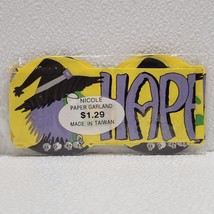 HAPP
NICOLE
PAPER GARLAND
$1.29
MADE IN TAIWAN